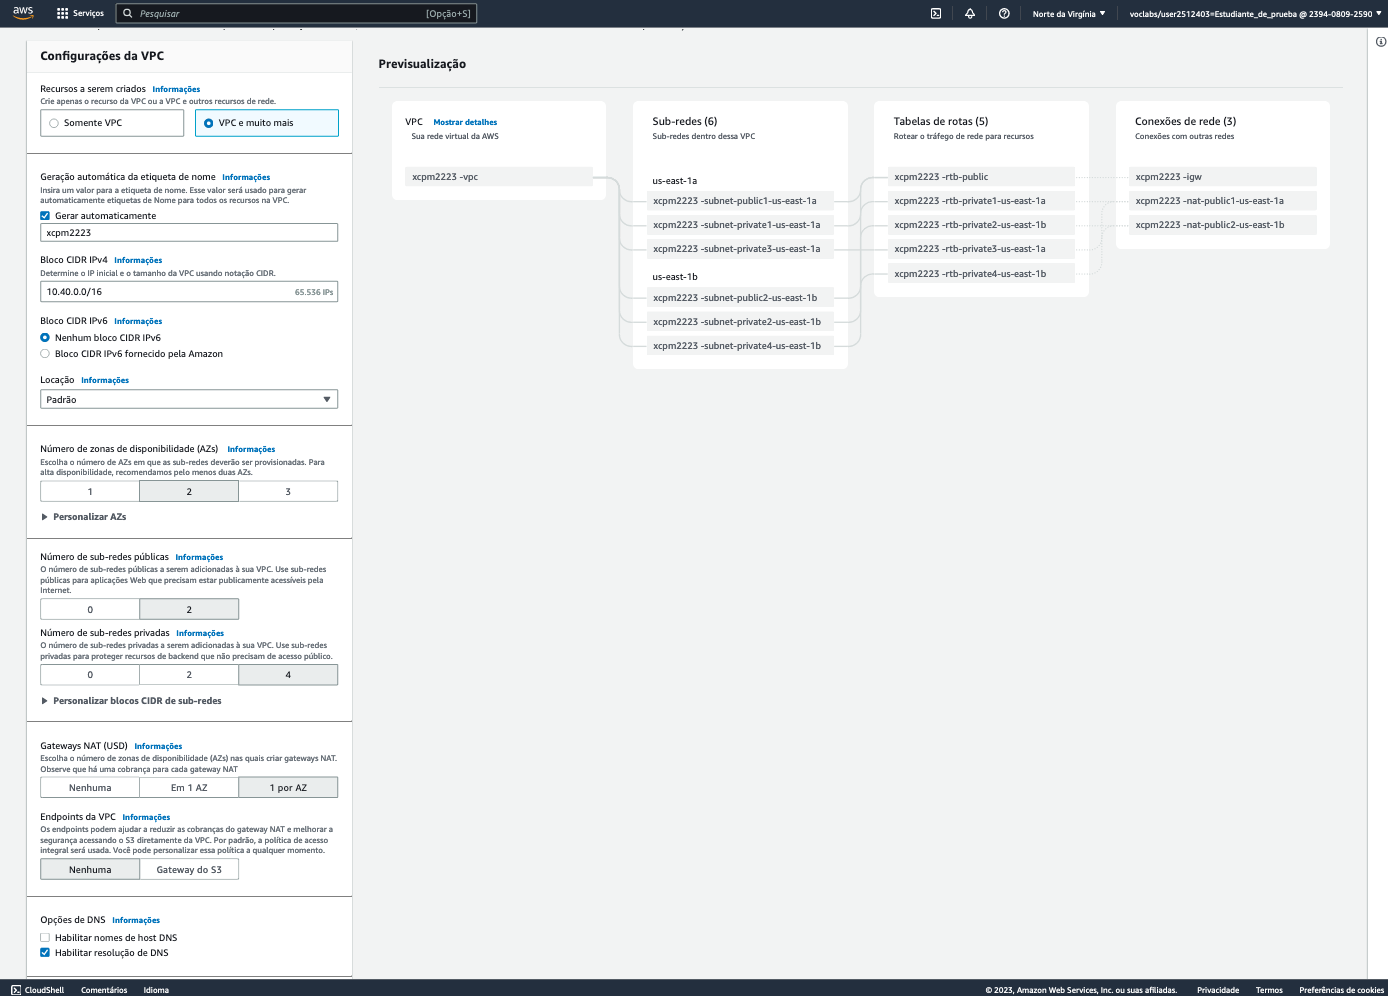 aws
Serviços
Pesquisar
[Opção+S]
Norte da Virgínia
voclabs/user2512403=Estudiante_de_prueba @ 2394-0809-2590
Configurações da VPC
Recursos a serem criados Informações
Crie apenas o recurso da VPC ou a VPC e outros recursos de rede.
Somente VPC
VPC e muito mais
Geração automática da etiqueta de nome Informações
Insira um valor para a etiqueta de nome. Esse valor será usado para gerar
automaticamente etiquetas de Nome para todos os recursos na VPC.
Gerar automaticamente
xcpm2223
Bloco CIDR IPv4 Informações
Determine o IP inicial e o tamanho da VPC usando notação CIDR.
10.40.0.0/16
65.536 IPs
Bloco CIDR IPv6 Informações
Nenhum bloco CIDR IPv6
Bloco CIDR IPv6 fornecido pela Amazon
Locação Informações
Padrão
Número de zonas de disponibilidade (AZs) Informações
Escolha o número de AZs em que as sub-redes deverão ser provisionadas. Para
alta disponibilidade, recomendamos pelo menos duas AZs.
1
2
3
Personalizar AZs
Número de sub-redes públicas Informações
O número de sub-redes públicas a serem adicionadas à sua VPC. Use sub-redes
públicas para aplicações Web que precisam estar publicamente acessíveis pela
Internet.
0
2
Número de sub-redes privadas Informações
O número de sub-redes privadas a serem adicionadas à sua VPC. Use sub-redes
privadas para proteger recursos de backend que não precisam de acesso público.
0
2
4
Personalizar blocos CIDR de sub-redes
Gateways NAT (USD) Informações
Escolha o número de zonas de disponibilidade (AZs) nas quais criar gateways NAT.
Observe que há uma cobrança para cada gateway NAT
Nenhuma
Em 1 AZ
1 por AZ
Endpoints da VPC Informações
Os endpoints podem ajudar a reduzir as cobranças do gateway NAT e melhorar a
segurança acessando o S3 diretamente da VPC. Por padrão, a política de acesso
integral será usada. Você pode personalizar essa política a qualquer momento.
Nenhuma
Gateway do S3
Opções de DNS Informações
Habilitar nomes de host DNS
Habilitar resolução de DNS
Previsualização
VPC Mostrar detalhes
Sua rede virtual da AWS
xcpm2223 -vpc
Sub-redes (6)
Sub-redes dentro dessa VPC
us-east-1a
xcpm2223 -subnet-public1-us-east-1a
xcpm2223 -subnet-private1-us-east-1a
xcpm2223 -subnet-private3-us-east-1a
us-east-1b
xcpm2223 -subnet-public2-us-east-1b
xcpm2223 -subnet-private2-us-east-1b
xcpm2223 -subnet-private4-us-east-1b
Tabelas de rotas (5)
Rotear o tráfego de rede para recursos
xcpm2223 -rtb-public
xcpm2223 -rtb-private1-us-east-1a
xcpm2223 -rtb-private2-us-east-1b
xcpm2223 -rtb-private3-us-east-1a
xcpm2223 -rtb-private4-us-east-1b
Conexões de rede (3)
Conexões com outras redes
xcpm2223 -igw
xcpm2223 -nat-public1-us-east-1a
xcpm2223 -nat-public2-us-east-1b
CloudShell
Comentários
Idioma
© 2023, Amazon Web Services, Inc. ou suas afiliadas.
Privacidade
Termos
Preferências de cookies